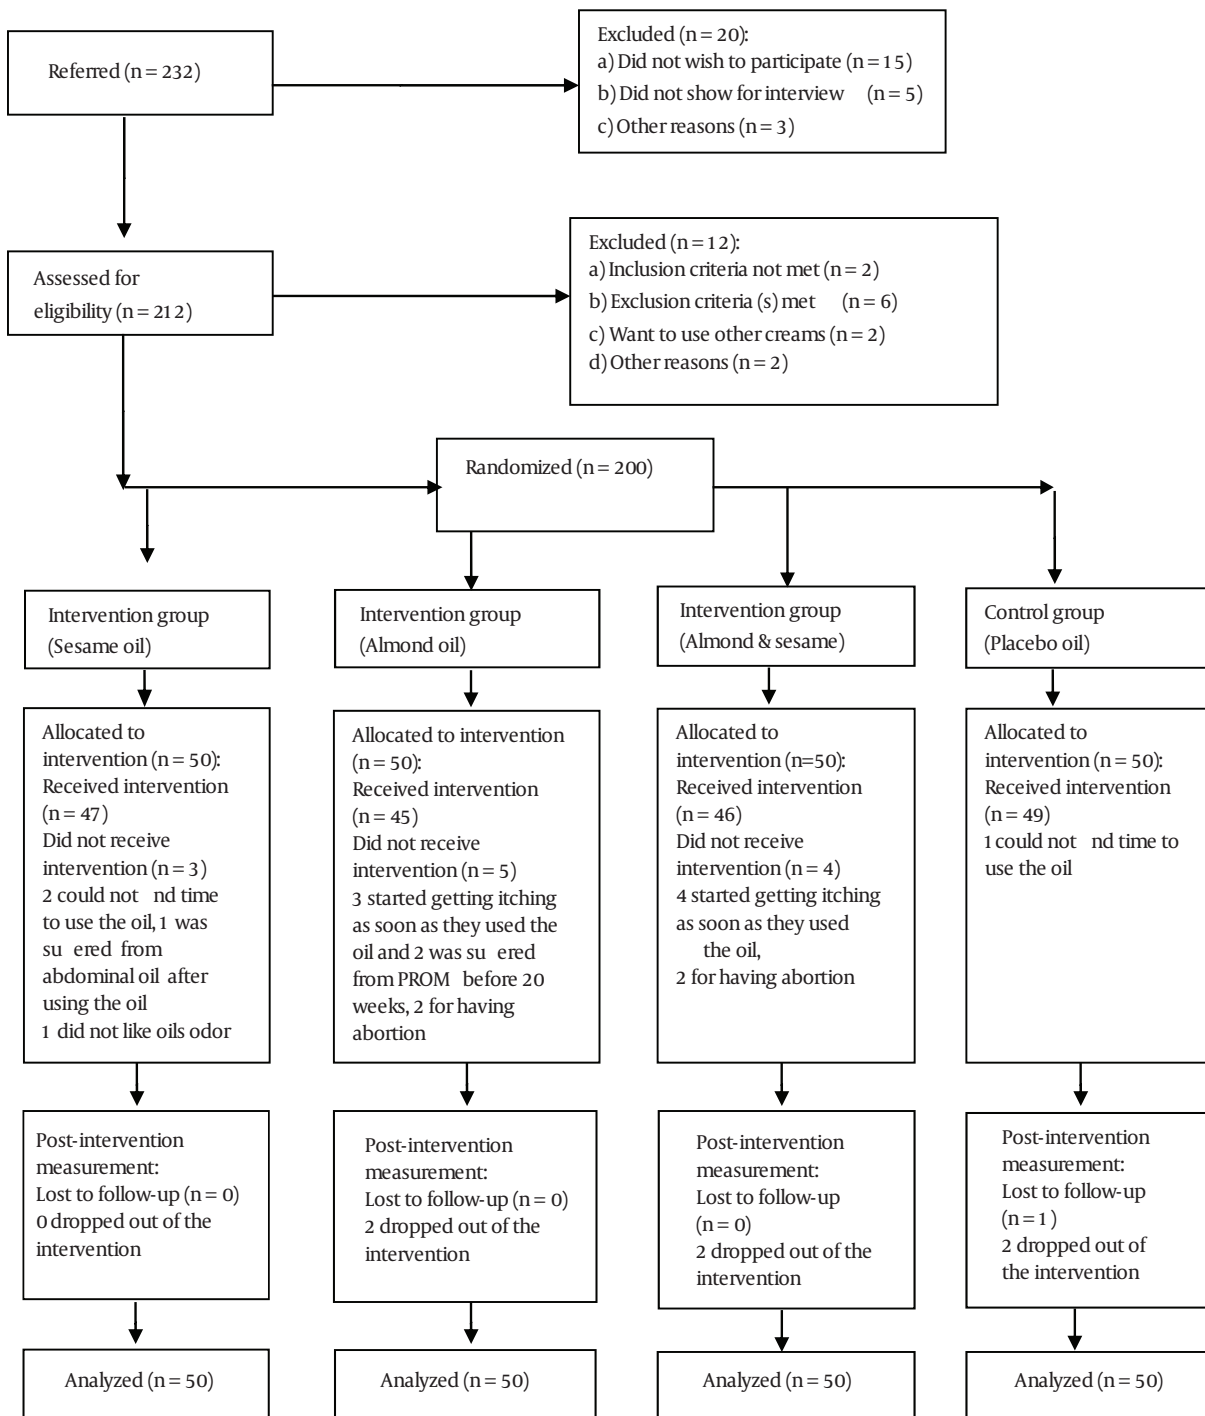 Referred (n = 232)
Excluded (n = 20):
a) Did not wish to participate (n = 15)
b) Did not show for interview (n = 5)
c) Other reasons (n = 3)
Assessed for
eligibility (n = 212)
Excluded (n = 12):
a) Inclusion criteria not met (n = 2)
b) Exclusion criteria (s) met (n = 6)
c) Want to use other creams (n = 2)
d) Other reasons (n = 2)
Randomized (n = 200)
Intervention group
(Sesame oil)
Intervention group
(Almond oil)
Intervention group
(Almond & sesame)
Control group
(Placebo oil)
Allocated to
intervention (n = 50):
Received intervention
(n = 47)
Did not receive
intervention (n = 3)
2 could not nd time
to use the oil, 1 was
su ered from
abdominal oil after
using the oil
1 did not like oils odor
Allocated to intervention
(n = 50):
Received intervention
(n = 45)
Did not receive
intervention (n = 5)
3 started getting itching
as soon as they used the
oil and 2 was su ered
from PROM before 20
weeks, 2 for having
abortion
Allocated to
intervention (n=50):
Received intervention
(n = 46)
Did not receive
intervention (n = 4)
4 started getting itching
as soon as they used
the oil,
2 for having abortion
Allocated to
intervention (n = 50):
Received intervention
(n = 49)
1 could not nd time to
use the oil
Post-intervention
measurement:
Lost to follow-up (n = 0)
0 dropped out of the
intervention
Post-intervention
measurement:
Lost to follow-up (n = 0)
2 dropped out of the
intervention
Post-intervention
measurement:
Lost to follow-up
(n = 0)
2 dropped out of the
intervention
Post-intervention
measurement:
Lost to follow-up
(n = 1)
2 dropped out of
the intervention
Analyzed (n = 50)
Analyzed (n = 50)
Analyzed (n = 50)
Analyzed (n = 50)